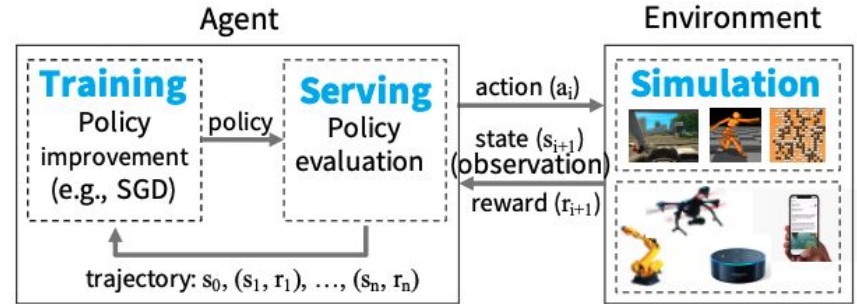 Agent
Environment
Training
Policy
improvement
(e.g., SGD)
policy
Serving
Policy
evaluation
action (aᵢ)
state (sᵢ₊₁)
(observation)
reward (rᵢ₊₁)
Simulation
trajectory: s₀, (s₁, r₁), …, (sₙ, rₙ)